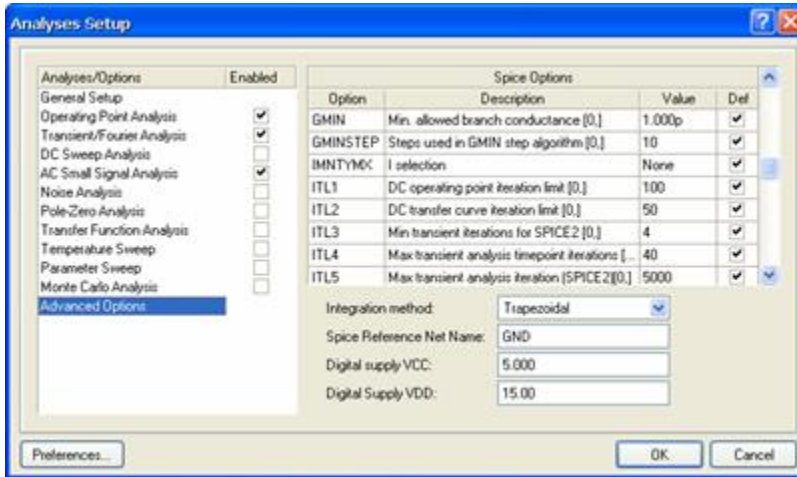 Analyses Setup
Analyses/Options Enabled
General Setup
Operating Point Analysis
Transient/Fourier Analysis
DC Sweep Analysis
AC Small Signal Analysis
Noise Analysis
Pole-Zero Analysis
Transfer Function Analysis
Temperature Sweep
Parameter Sweep
Monte Carlo Analysis
Advanced Options
Spice Options
Option Description Value Def
GMIN Min. allowed branch conductance [0,] 1.000p
GMINSTEP Steps used in GMIN step algorithm [0,] 10
IMNTYMX I selection None
ITL1 DC operating point iteration limit [0,] 100
ITL2 DC transfer curve iteration limit [0,] 50
ITL3 Min transient iterations for SPICE2 [0,] 4
ITL4 Max transient analysis timepoint iterations [... 40
ITL5 Max transient analysis iteration (SPICE2)[0,] 5000
Integration method: Trapezoidal
Spice Reference Net Name: GND
Digital supply VCC: 5.000
Digital Supply VDD: 15.00
Preferences... OK Cancel